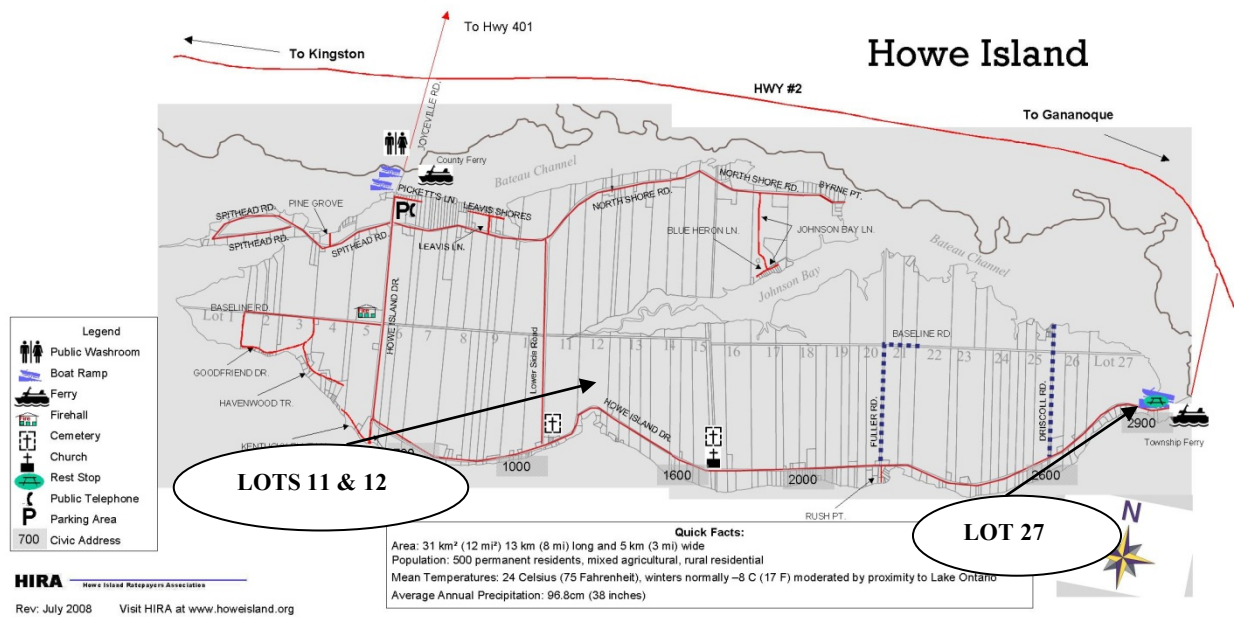 To Hwy 401
To Kingston
Howe Island
HWY #2
To Gananoque
JOYCEVILLE RD.
County Ferry
Bateau Channel
PICKETTS LN.
LEAVIS SHORES
NORTH SHORE RD.
NORTH SHORE RD.
BYRNE PT.
SPITHEAD RD.
PINE GROVE
P
SPITHEAD RD.
SPITHEAD RD.
LEAVIS LN.
BLUE HERON LN.
JOHNSON BAY LN.
Bateau Channel
Johnson Bay
BASELINE RD.
Lot 1
2
3
4
5
6
7
8
9
10
11
12
13
14
15
16
17
18
19
20
21
22
23
24
25
26
Lot 27
BASELINE RD.
HOWE ISLAND DR.
Lower Side Road
GOODFRIEND DR.
HAVENWOOD TR.
HOWE ISLAND DR.
FULLER RD.
DRISCOLL RD.
1000
1600
2000
2600
2900
Township Ferry
RUSH PT.
LOTS 11 & 12
LOT 27
N
Legend
Public Washroom
Boat Ramp
Ferry
Firehall
Cemetery
Church
Rest Stop
Public Telephone
P Parking Area
700 Civic Address
Quick Facts:
Area: 31 km² (12 mi²) 13 km (8 mi) long and 5 km (3 mi) wide
Population: 500 permanent residents, mixed agricultural, rural residential
Mean Temperatures: 24 Celsius (75 Fahrenheit), winters normally –8 C (17 F) moderated by proximity to Lake Ontario
Average Annual Precipitation: 96.8cm (38 inches)
HIRA Howe Island Ratepayers Association
Rev: July 2008 Visit HIRA at www.howeisland.org